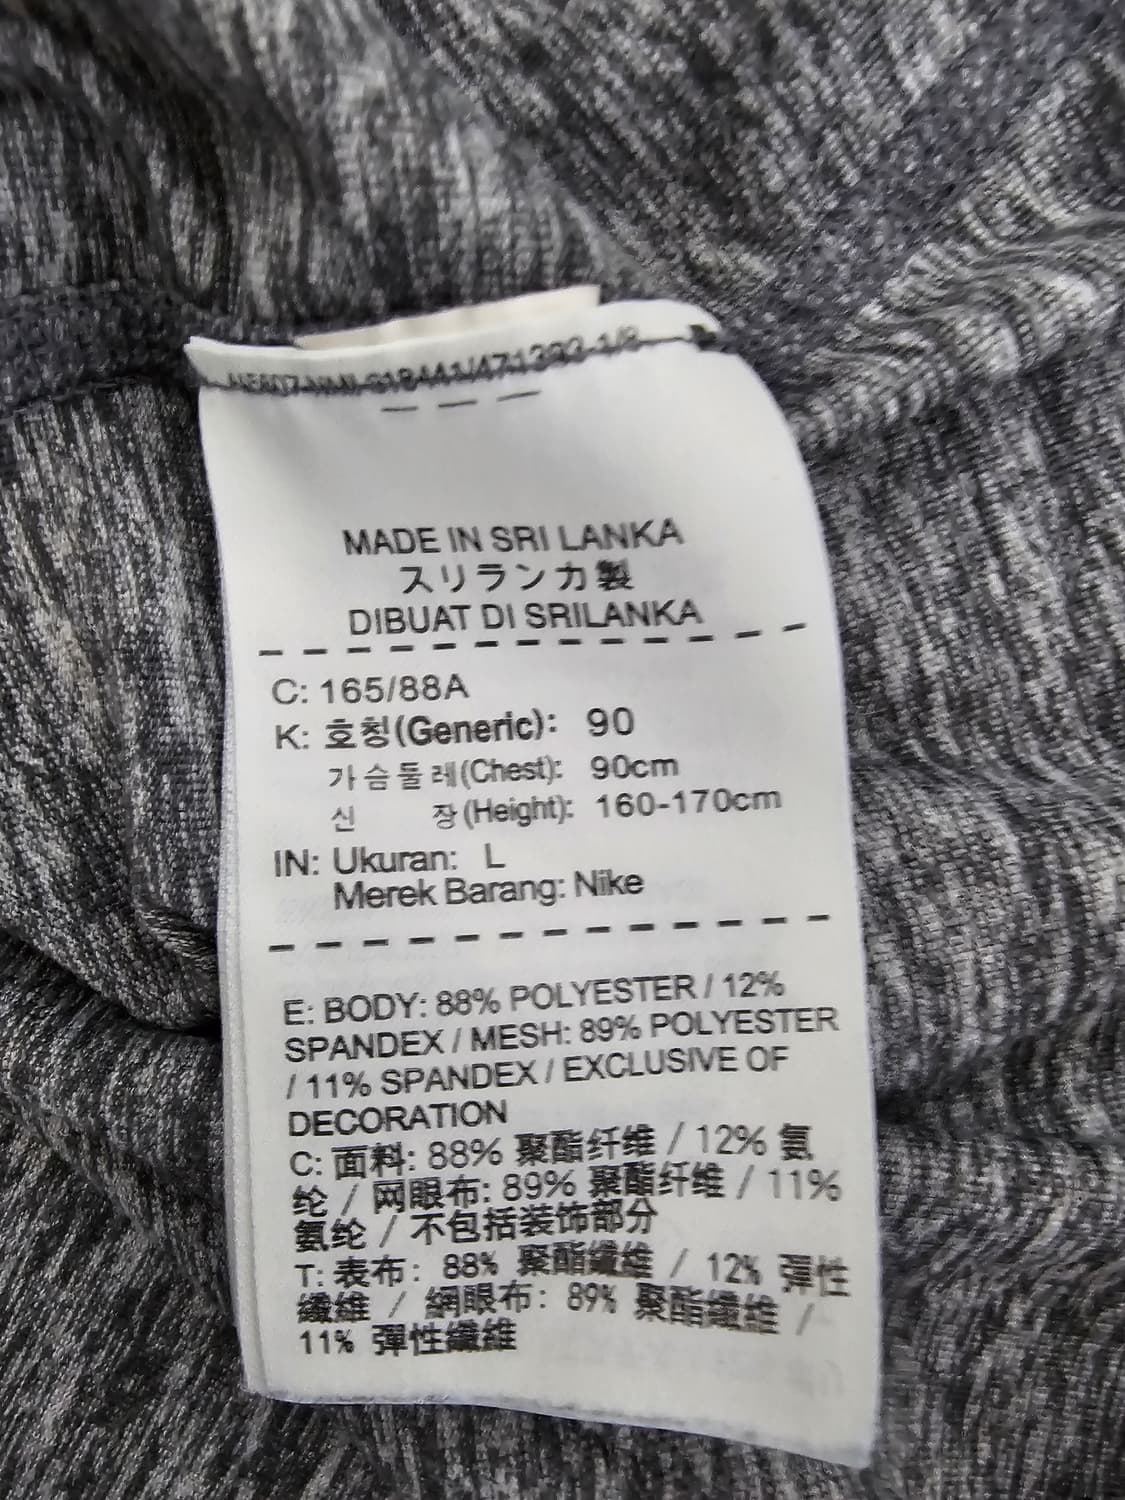 MADE IN SRI LANKA
スリランカ製
DIBUAT DI SRILANKA
C: 165/88A
K: 호칭(Generic): 90
가슴둘레(Chest): 90cm
신 장(Height): 160-170cm
IN: Ukuran: L
Merek Barang: Nike
E: BODY: 88% POLYESTER / 12%
SPANDEX / MESH: 89% POLYESTER
/ 11% SPANDEX / EXCLUSIVE OF
DECORATION
C: 面料: 88% 聚酯纤维 / 12% 氨
纶 / 网眼布: 89% 聚酯纤维 / 11%
氨纶 / 不包括装饰部分
T: 表布: 88% 聚酯纖維 / 12% 彈性
纖維 / 網眼布: 89% 聚酯纖維 /
11% 彈性纖維